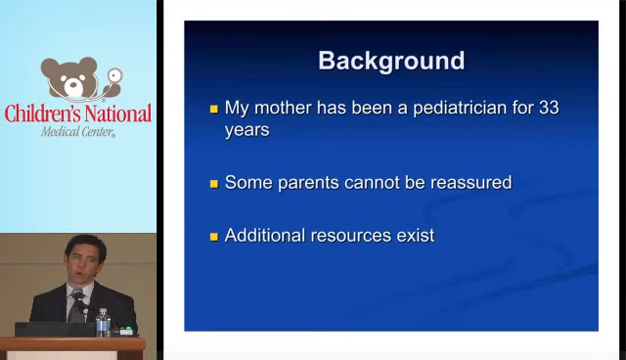 Children's National
Medical Center®
Background
My mother has been a pediatrician for 33
years
Some parents cannot be reassured
Additional resources exist